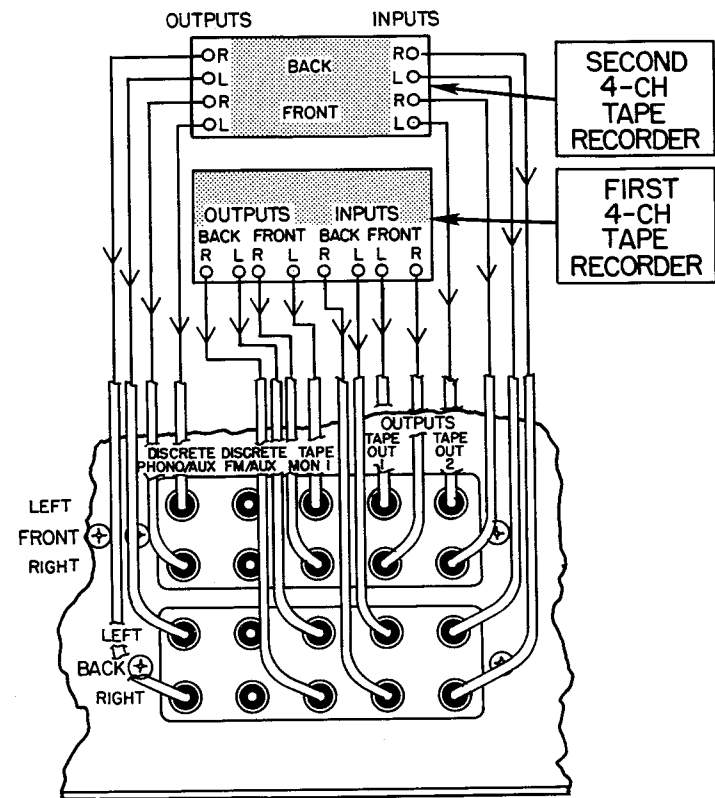 OUTPUTS INPUTS
R BACK R
L L
R FRONT R
L L
SECOND
4-CH
TAPE
RECORDER
FIRST
4-CH
TAPE
RECORDER
OUTPUTS INPUTS
BACK FRONT BACK FRONT
R L R L R L L R
OUTPUTS
DISCRETE DISCRETE TAPE TAPE TAPE
PHONO/AUX FM/AUX MON 1 OUT OUT
1 2
LEFT
FRONT
RIGHT
LEFT
BACK
RIGHT